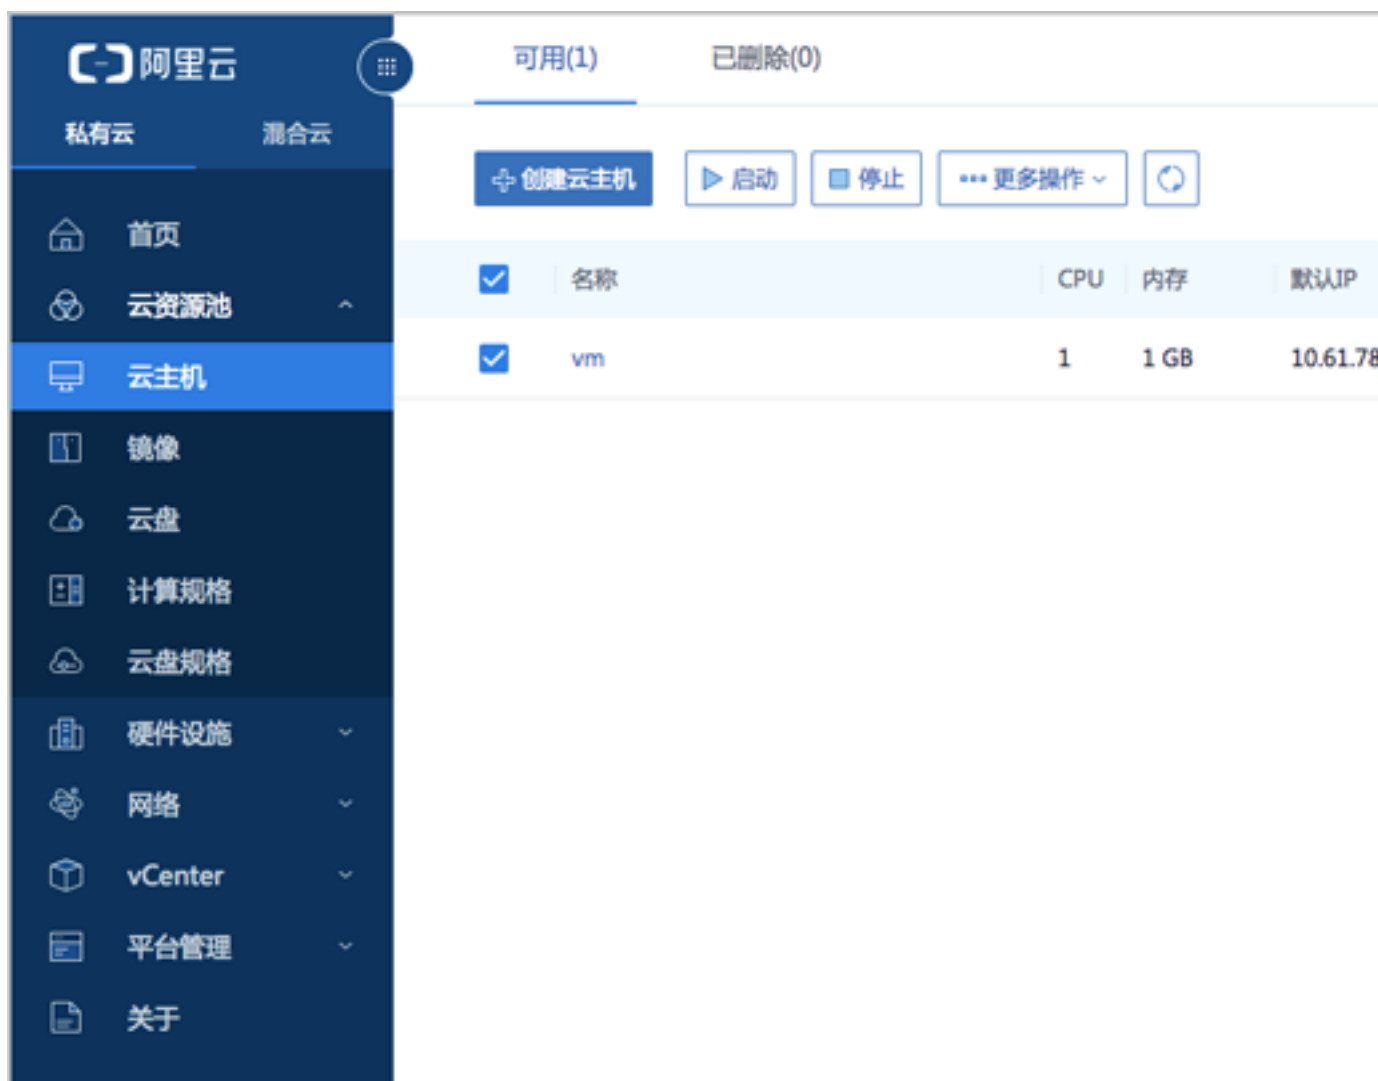 阿里云
私有云 混合云
首页
云资源池
云主机
镜像
云盘
计算规格
云盘规格
硬件设施
网络
vCenter
平台管理
关于
可用(1) 已删除(0)
创建云主机 启动 停止 更多操作
名称 CPU 内存 默认IP
vm 1 1 GB 10.61.78